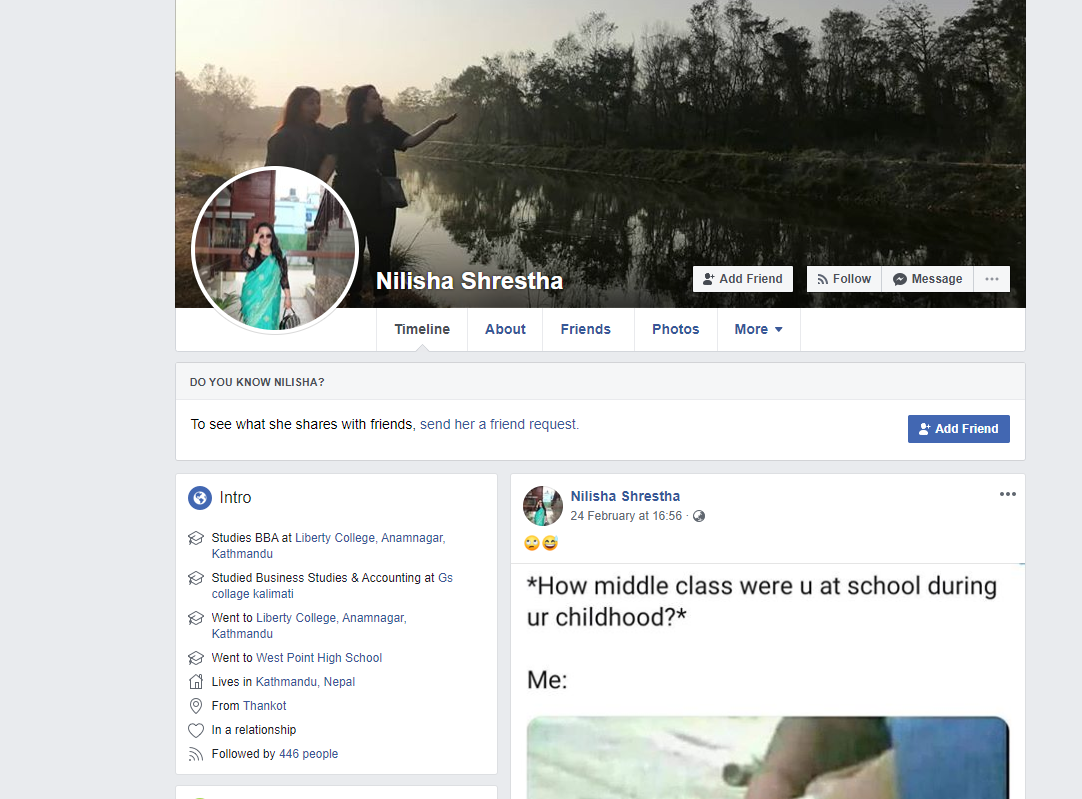 Nilisha Shrestha
Add Friend
Follow
Message
Timeline
About
Friends
Photos
More
DO YOU KNOW NILISHA?
To see what she shares with friends, send her a friend request.
Add Friend
Intro
Studies BBA at Liberty College, Anamnagar,
Kathmandu
Studied Business Studies & Accounting at Gs
collage kalimati
Went to Liberty College, Anamnagar,
Kathmandu
Went to West Point High School
Lives in Kathmandu, Nepal
From Thankot
In a relationship
Followed by 446 people
Nilisha Shrestha
24 February at 16:56 ·
🙄😅
*How middle class were u at school during
ur childhood?*
Me: